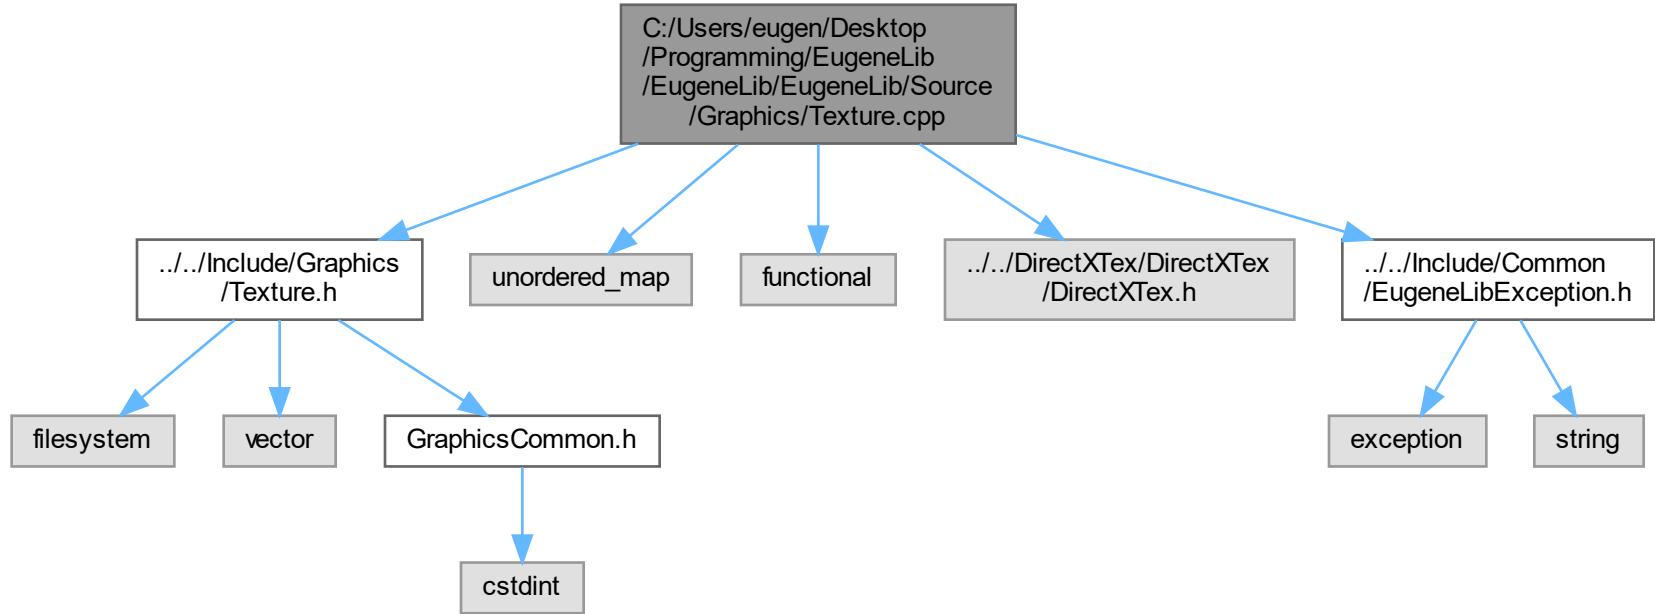 C:/Users/eugen/Desktop
/Programming/EugeneLib
/EugeneLib/EugeneLib/Source
/Graphics/Texture.cpp
../../Include/Graphics
/Texture.h
unordered_map
functional
../../DirectXTex/DirectXTex
/DirectXTex.h
../../Include/Common
/EugeneLibException.h
filesystem
vector
GraphicsCommon.h
exception
string
cstdint